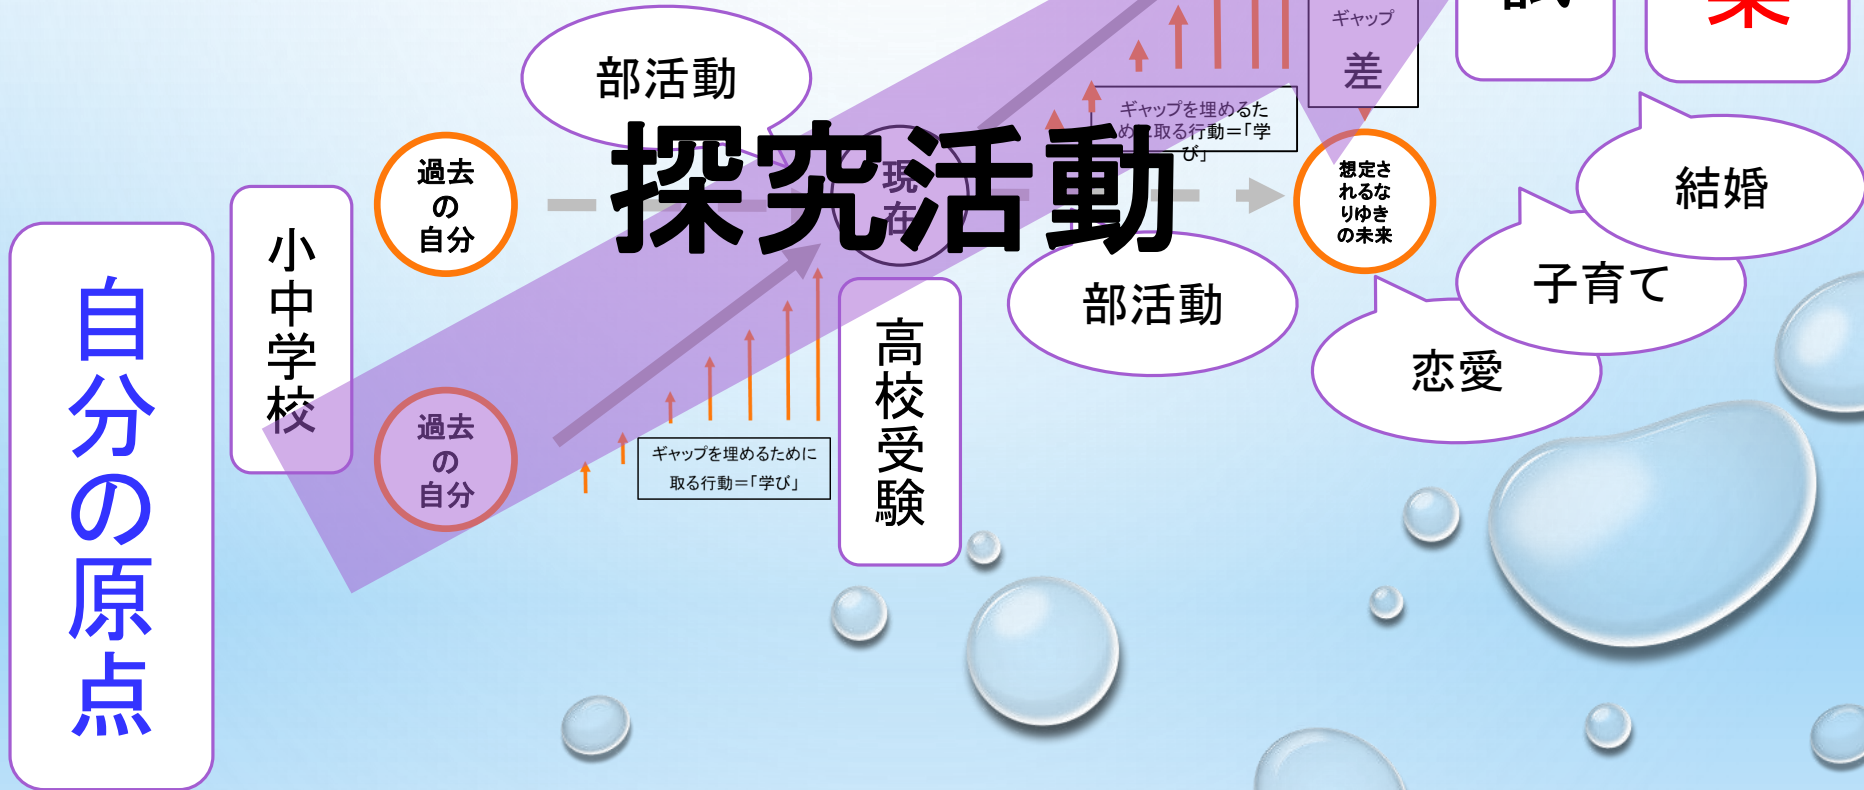 自分の原点
小中学校
過去
の
自分
過去
の
自分
部活動
探究活動
現
在
ギャップを埋めるために
取る行動=「学び」
高校受験
部活動
ギャップを埋めるた
めに取る行動=「学
び」
ギャップ
差
想定さ
れるな
りゆき
の未来
恋愛
子育て
結婚